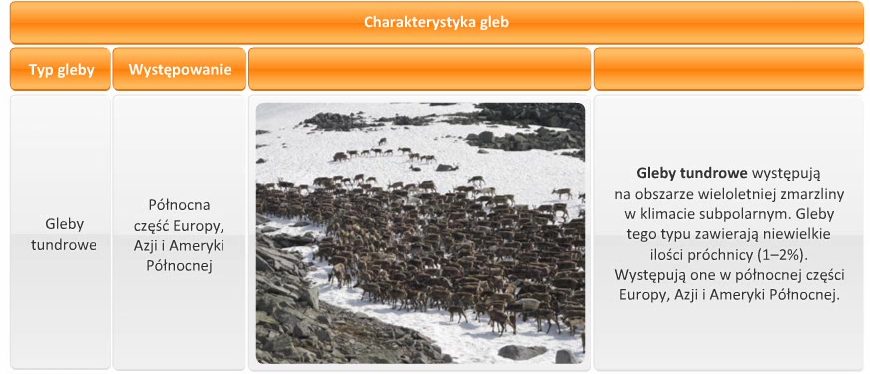 Charakterystyka gleb
Typ gleby
Występowanie
Gleby
tundrowe
Północna
część Europy,
Azji i Ameryki
Północnej
Gleby tundrowe występują
na obszarze wieloletniej zmarzliny
w klimacie subpolarnym. Gleby
tego typu zawierają niewielkie
ilości próchnicy (1–2%).
Występują one w północnej części
Europy, Azji i Ameryki Północnej.